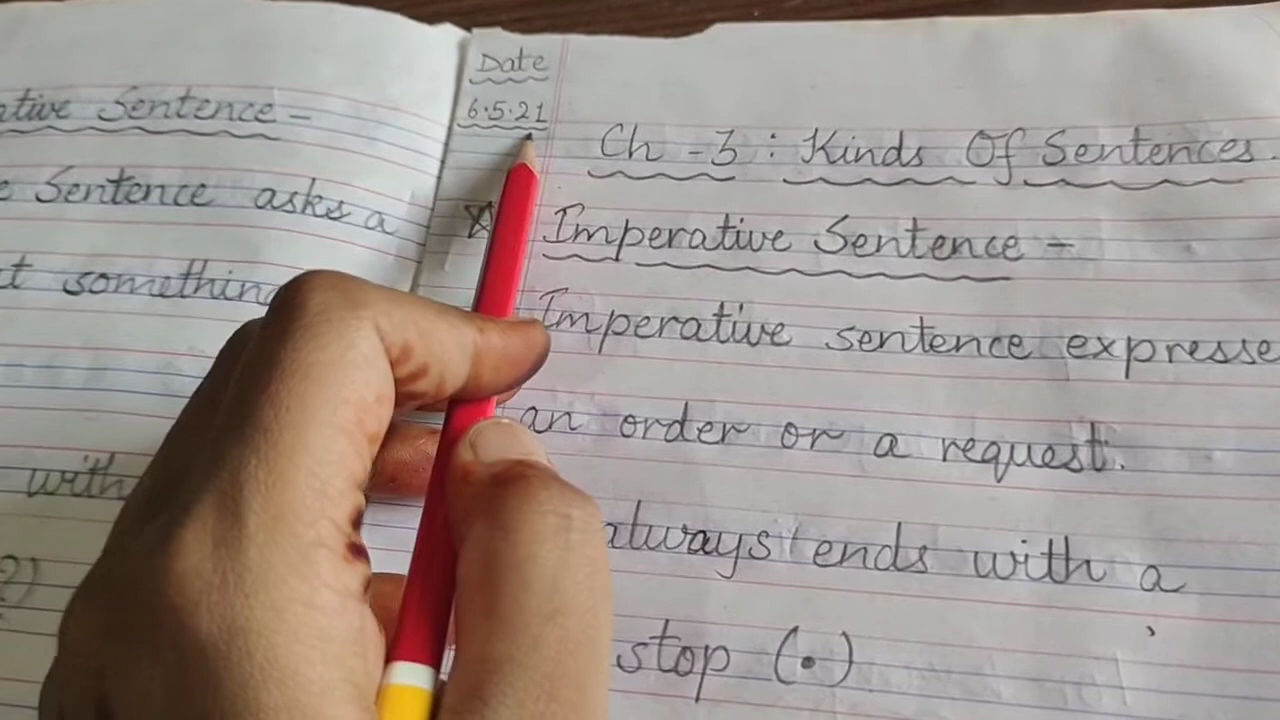 ative Sentence -
e Sentence asks a
t something
with
?)
Date
6.5.21
Ch - 3 : Kinds Of Sentences.
Imperative Sentence -
Imperative sentence expresse
an order or a request.
always ends with a
stop (.)